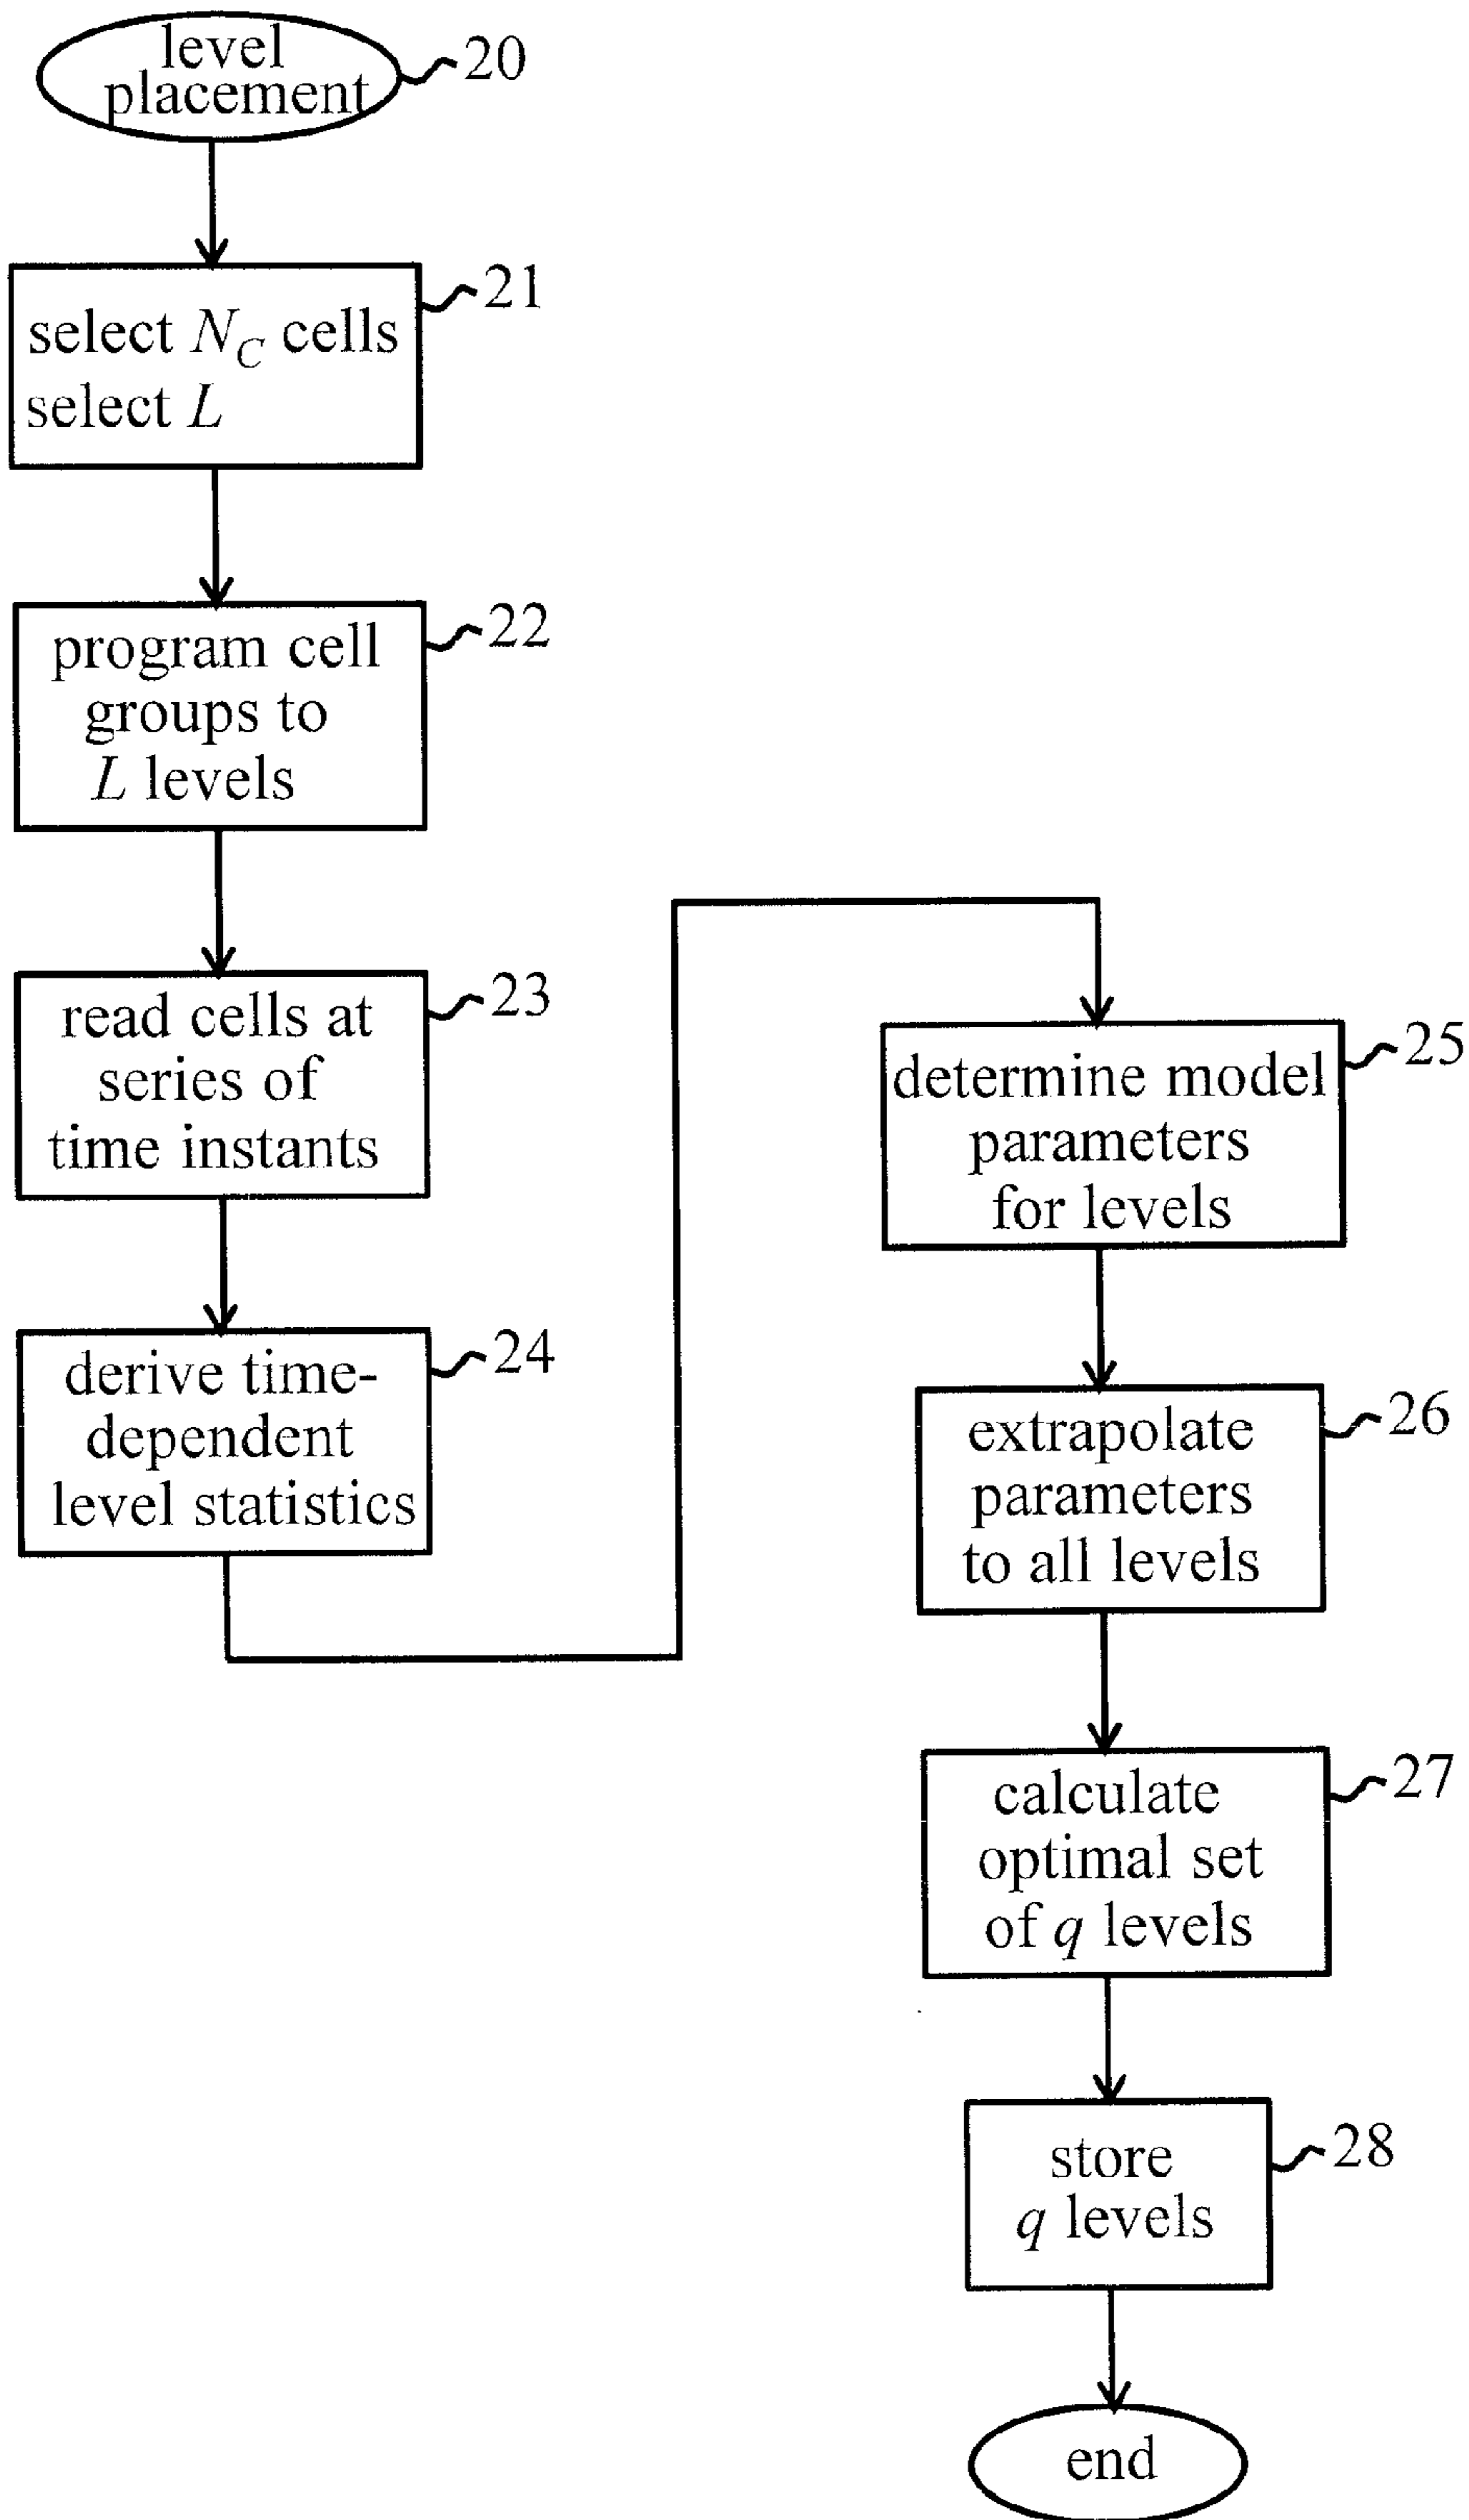 level
placement
20
select N_C cells
select L
21
program cell
groups to
L levels
22
read cells at
series of
time instants
23
derive time-
dependent
level statistics
24
determine model
parameters
for levels
25
extrapolate
parameters
to all levels
26
calculate
optimal set
of q levels
27
store
q levels
28
end